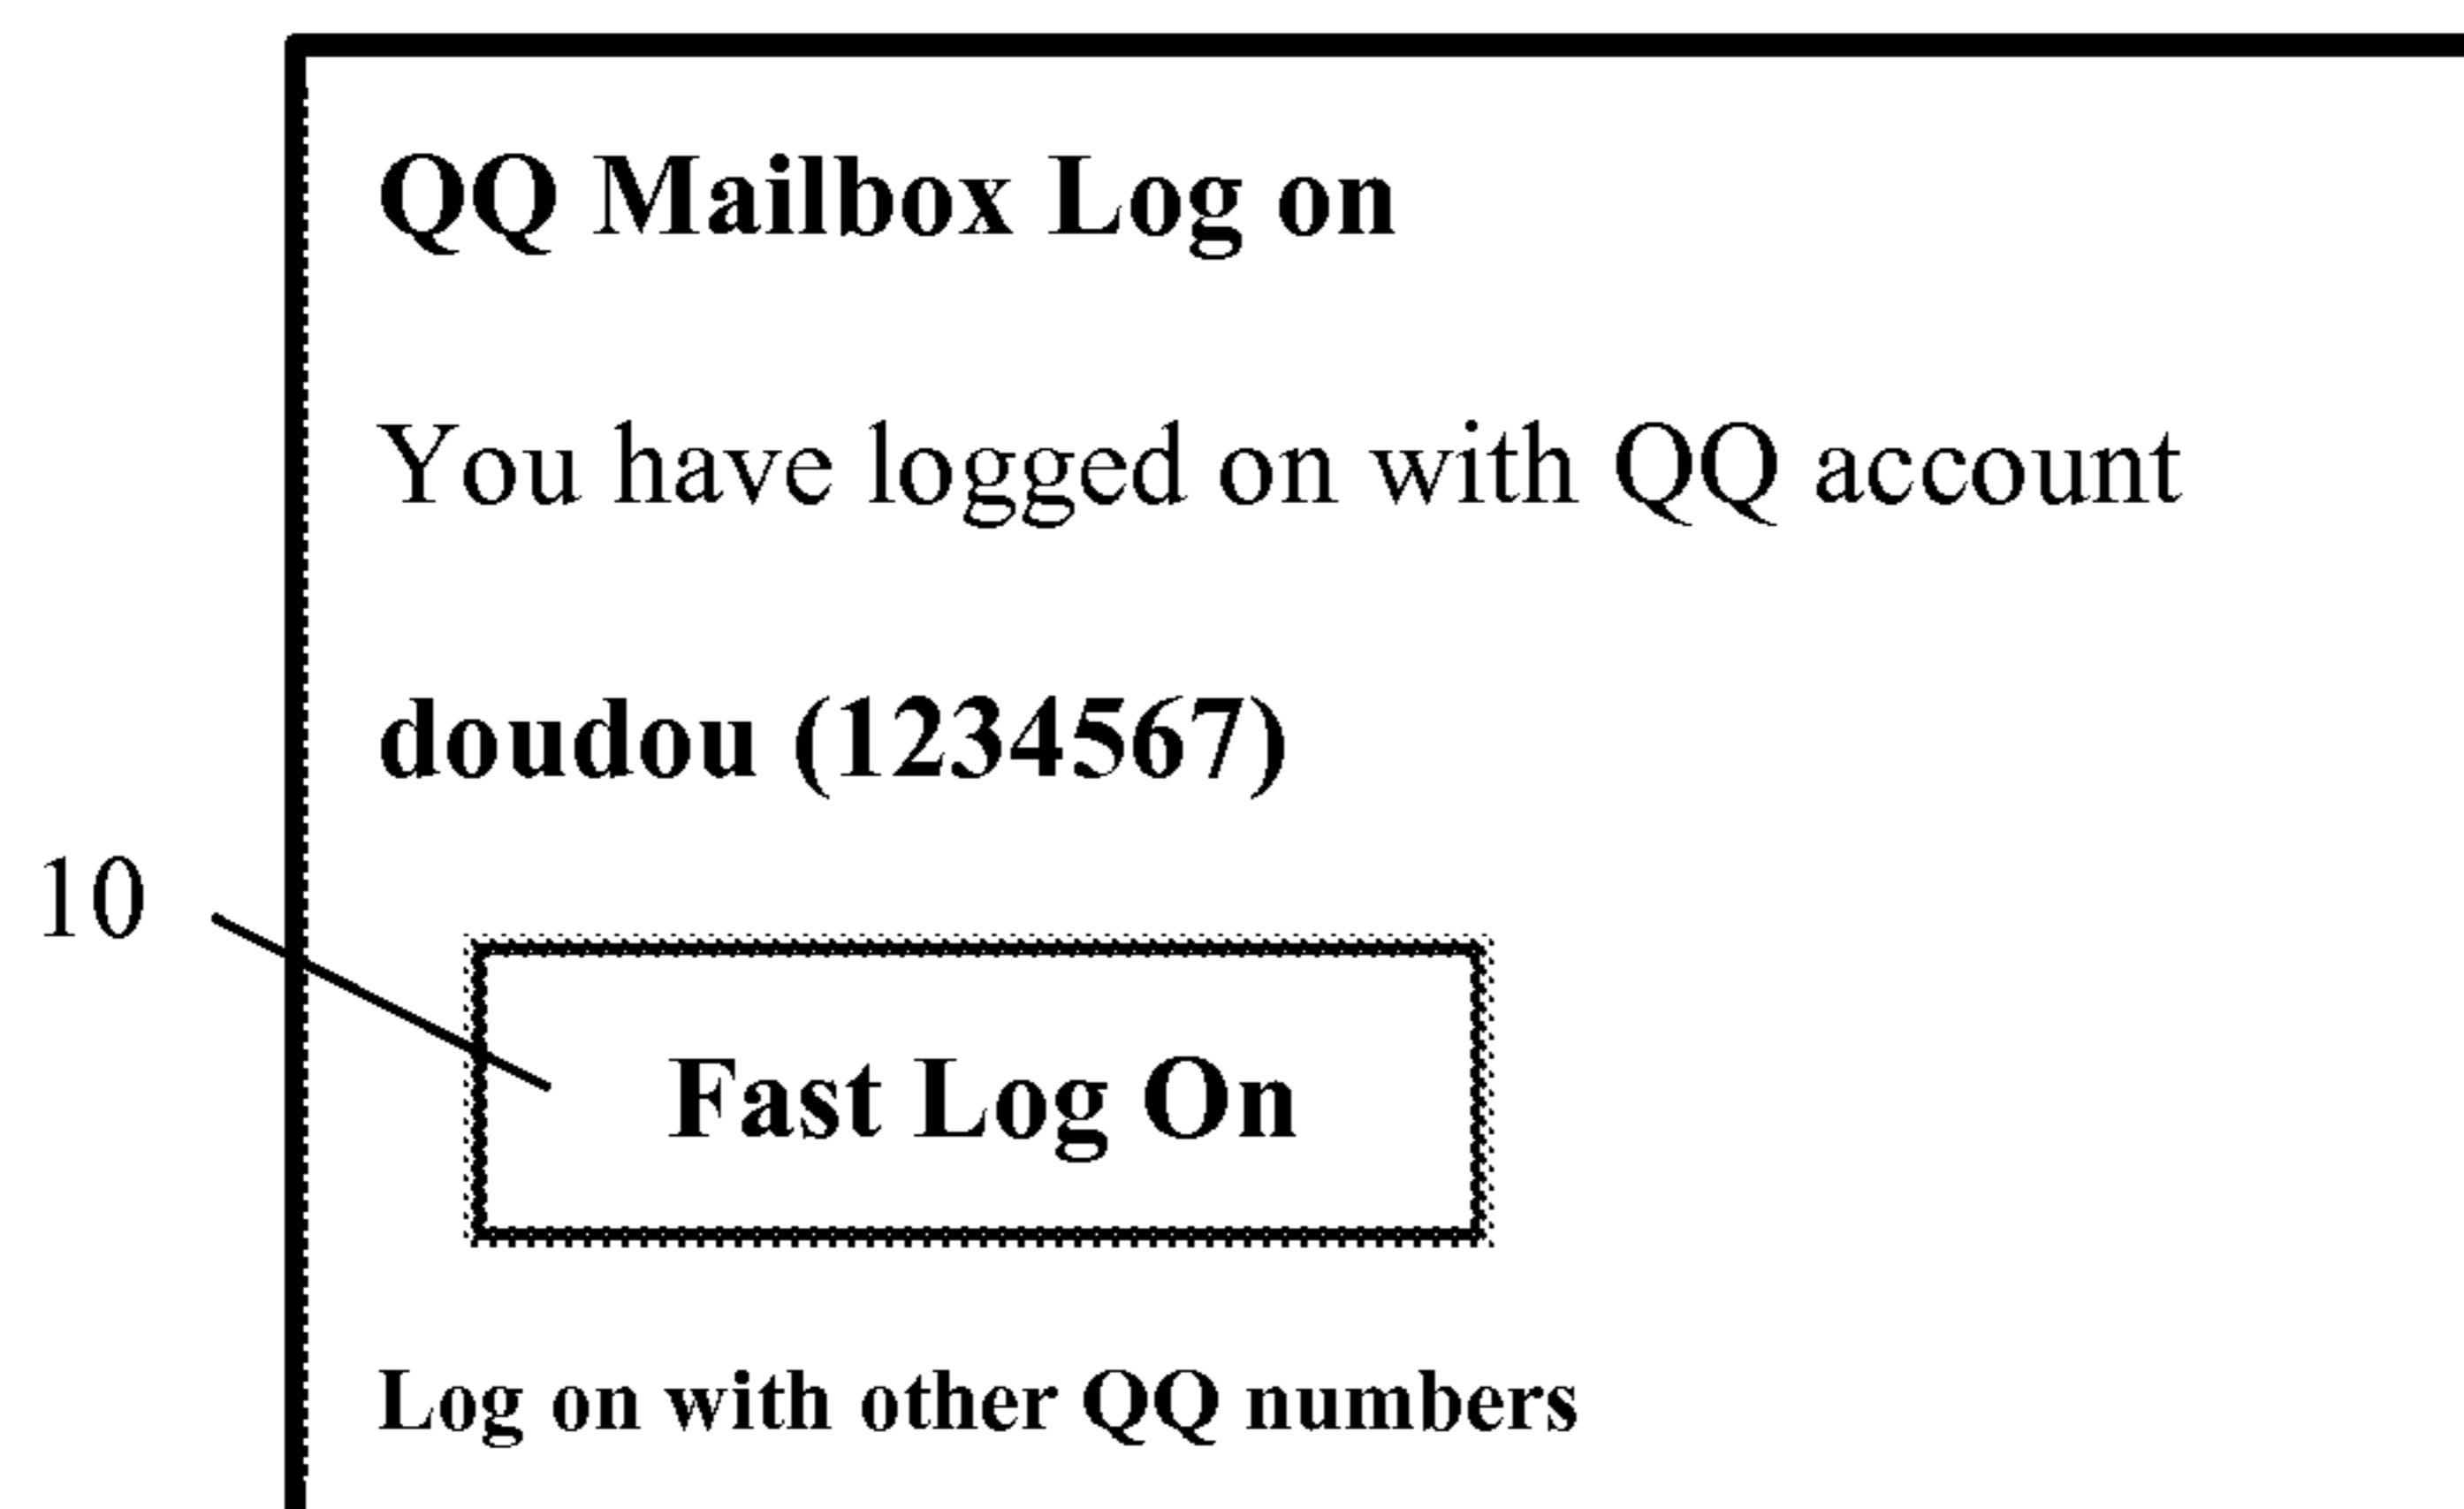 QQ Mailbox Log on
You have logged on with QQ account
doudou (1234567)
10
Fast Log On
Log on with other QQ numbers